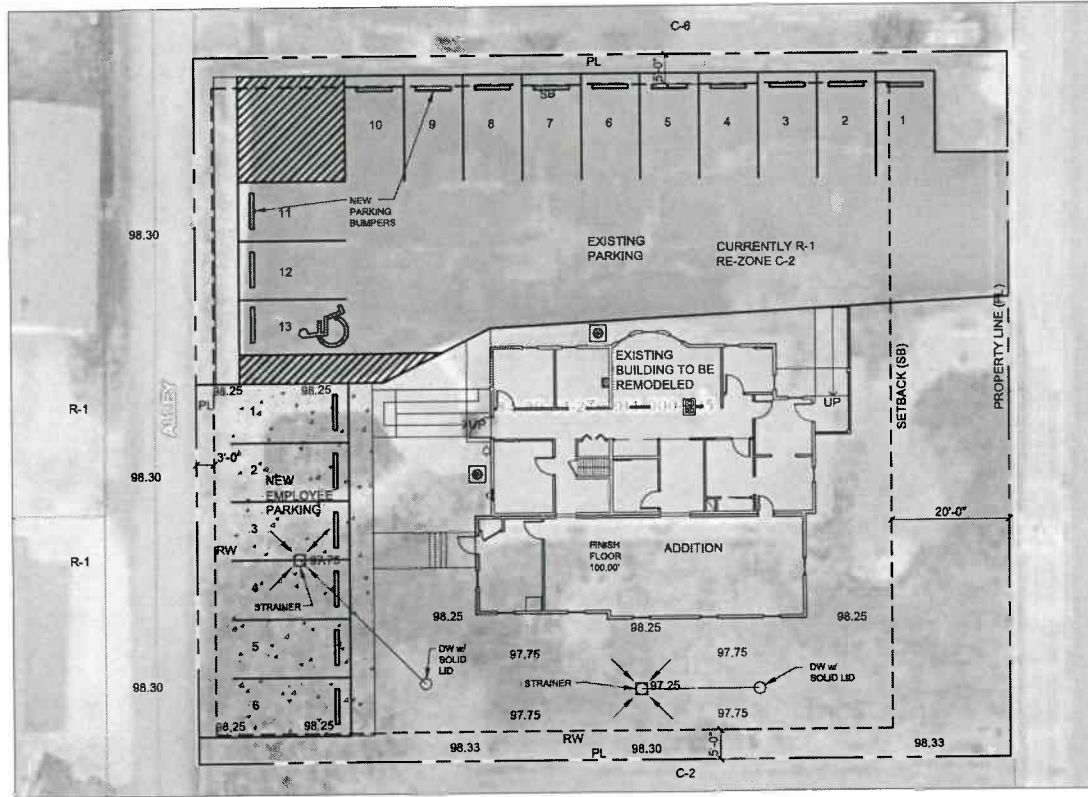 C-6
PL
5'-0"
SB
10
9
8
7
6
5
4
3
2
1
NEW
PARKING
BUMPERS
11
12
13
98.30
EXISTING
PARKING
CURRENTLY R-1
RE-ZONE C-2
PROPERTY LINE (PL)
SETBACK (SB)
EXISTING
BUILDING TO BE
REMODELED
UP
UP
98.25
98.25
PL
R-1
ALLEY
3'-0"
98.30
1
2
NEW
EMPLOYEE
PARKING
3
RW
97.75
4
STRAINER
5
6
R-1
98.30
98.25
98.25
20'-0"
FINISH
FLOOR
100.00'
ADDITION
98.25
98.25
98.25
97.75
97.75
DW w/
SOLID
LID
STRAINER
97.25
DW w/
SOLID LID
97.75
97.75
RW
98.33
PL
98.30
5'-0"
98.33
C-2